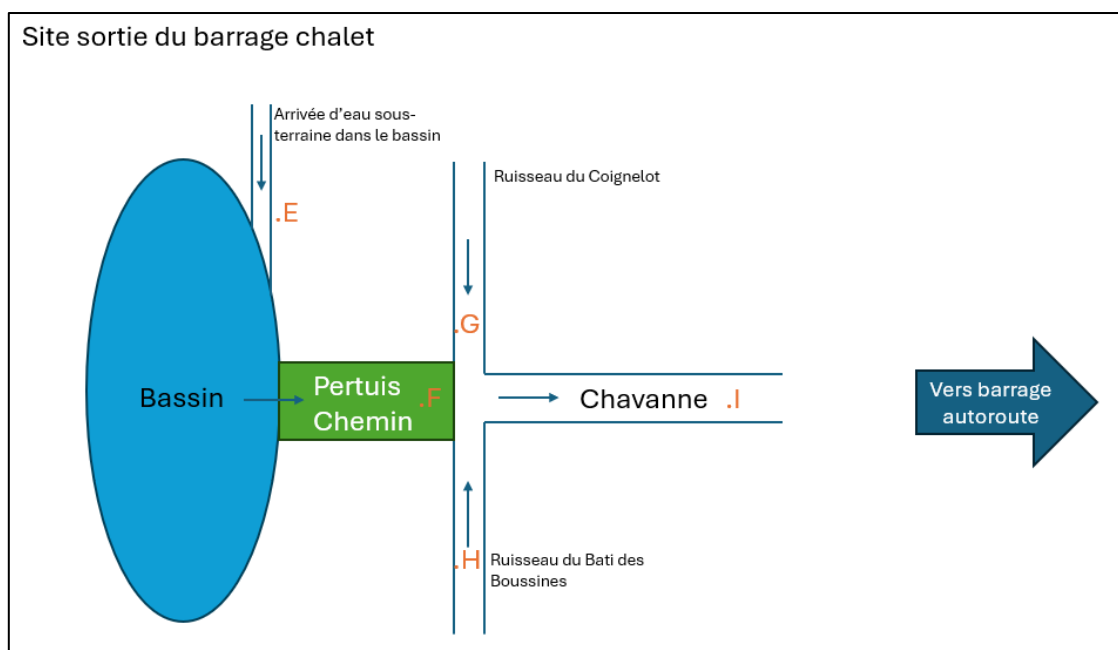 Site sortie du barrage chalet
Arrivée d'eau sous-
terraine dans le bassin
Ruisseau du Coignelot
.E
.G
Bassin
Pertuis
Chemin
.F
Chavanne .I
Vers barrage
autoroute
.H
Ruisseau du Bati des
Boussines